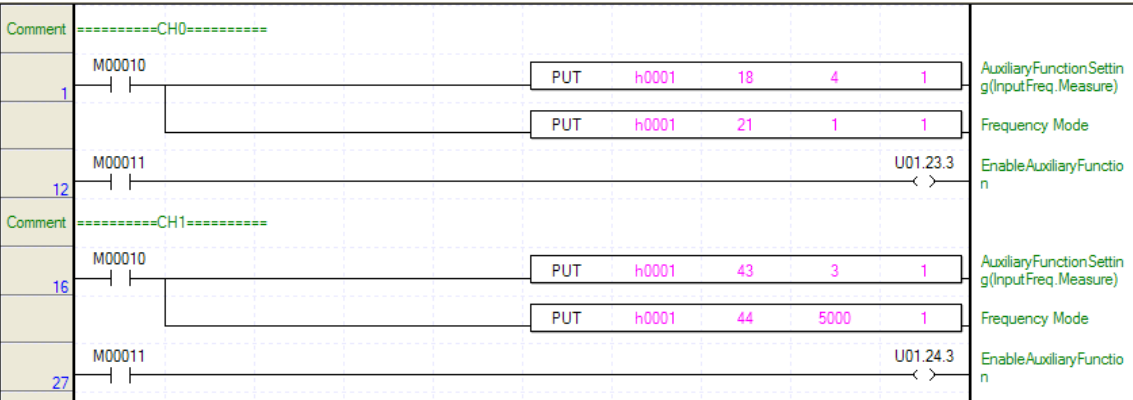 Comment ==========CH0==========
M00010
PUT h0001 18 4 1
AuxiliaryFunctionSettin
g(InputFreq.Measure)
1
PUT h0001 21 1 1 Frequency Mode
M00011 U01.23.3
EnableAuxiliaryFunctio
n
12
Comment ==========CH1==========
M00010
PUT h0001 43 3 1
AuxiliaryFunctionSettin
g(InputFreq.Measure)
16
PUT h0001 44 5000 1 Frequency Mode
M00011 U01.24.3
EnableAuxiliaryFunctio
n
27